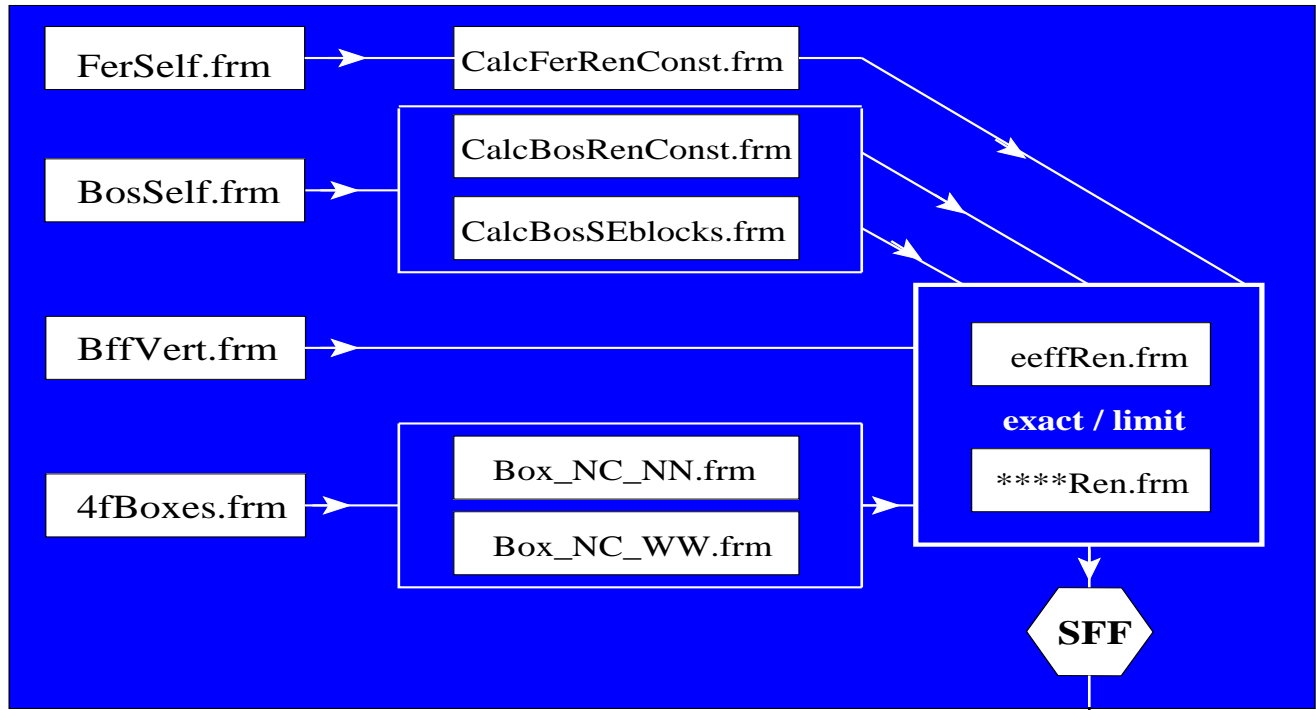 FerSelf.frm
CalcFerRenConst.frm
BosSelf.frm
CalcBosRenConst.frm
CalcBosSEblocks.frm
BffVert.frm
4fBoxes.frm
Box_NC_NN.frm
Box_NC_WW.frm
eeffRen.frm
exact / limit
****Ren.frm
SFF